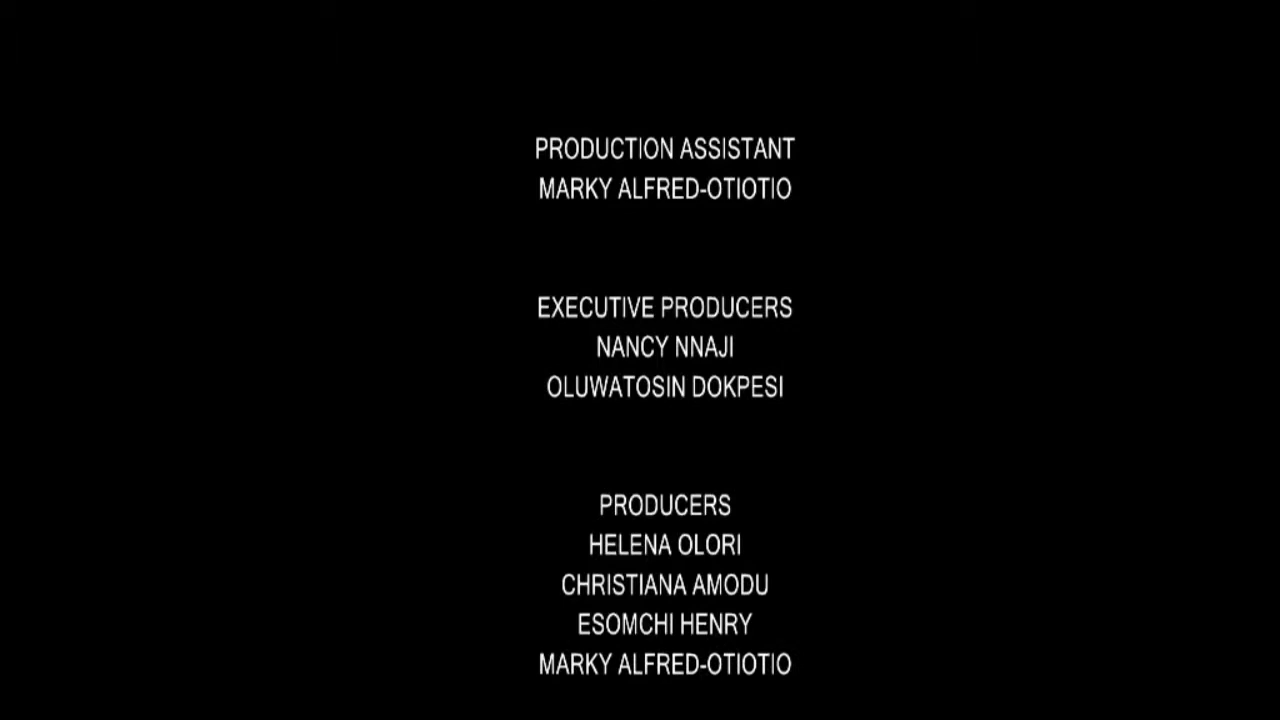 PRODUCTION ASSISTANT
MARKY ALFRED-OTIOTIO
EXECUTIVE PRODUCERS
NANCY NNAJI
OLUWATOSIN DOKPESI
PRODUCERS
HELENA OLORI
CHRISTIANA AMODU
ESOMCHI HENRY
MARKY ALFRED-OTIOTIO